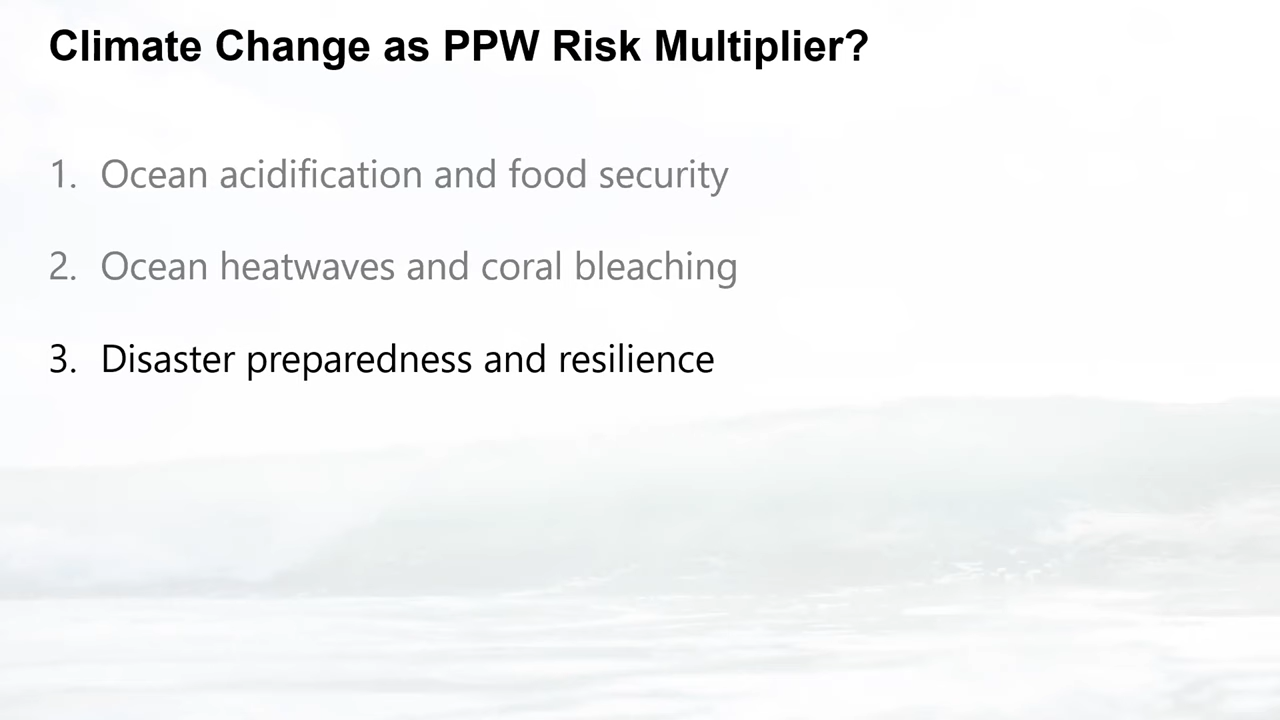 Climate Change as PPW Risk Multiplier?
1. Ocean acidification and food security
2. Ocean heatwaves and coral bleaching
3. Disaster preparedness and resilience